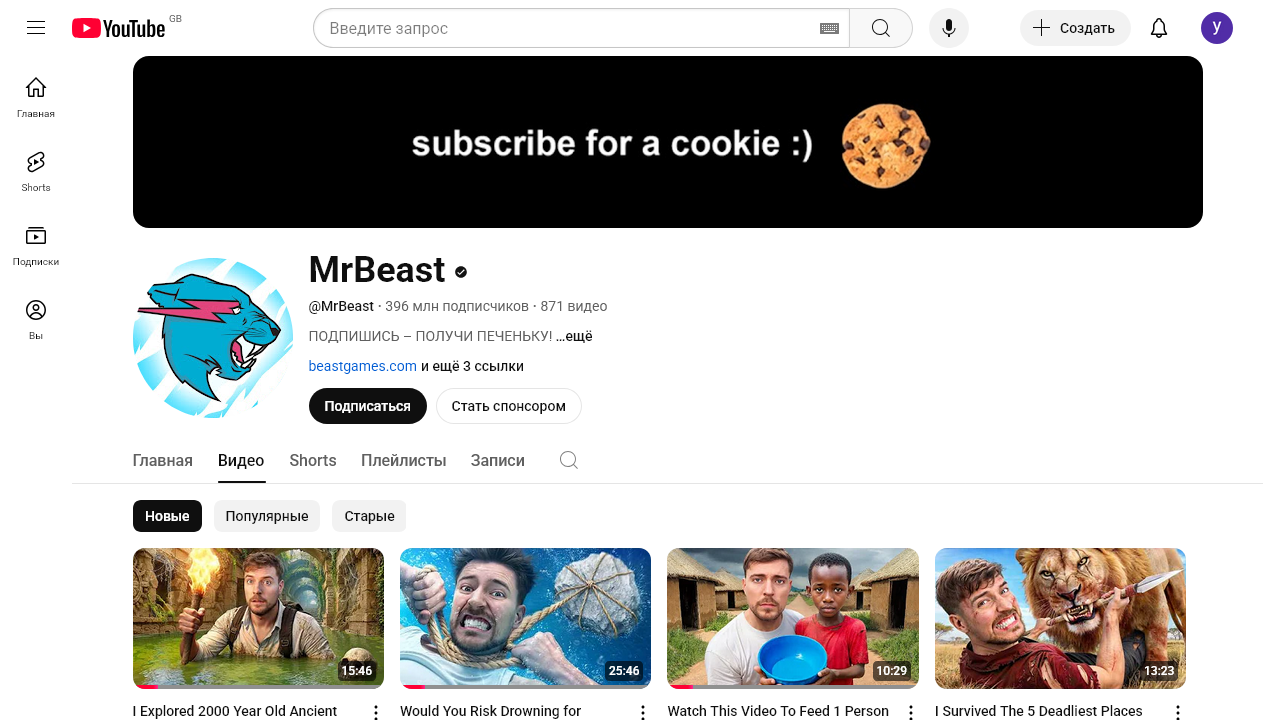 YouTube GB
Введите запрос
Создать
y
Главная
Shorts
Подписки
Вы
subscribe for a cookie :)
MrBeast
@MrBeast · 396 млн подписчиков · 871 видео
ПОДПИШИСЬ – ПОЛУЧИ ПЕЧЕНЬКУ! ...ещё
beastgames.com и ещё 3 ссылки
Подписаться Стать спонсором
Главная Видео Shorts Плейлисты Записи
Новые Популярные Старые
15:46 25:46 10:29 13:23
I Explored 2000 Year Old Ancient
Would You Risk Drowning for
Watch This Video To Feed 1 Person
I Survived The 5 Deadliest Places